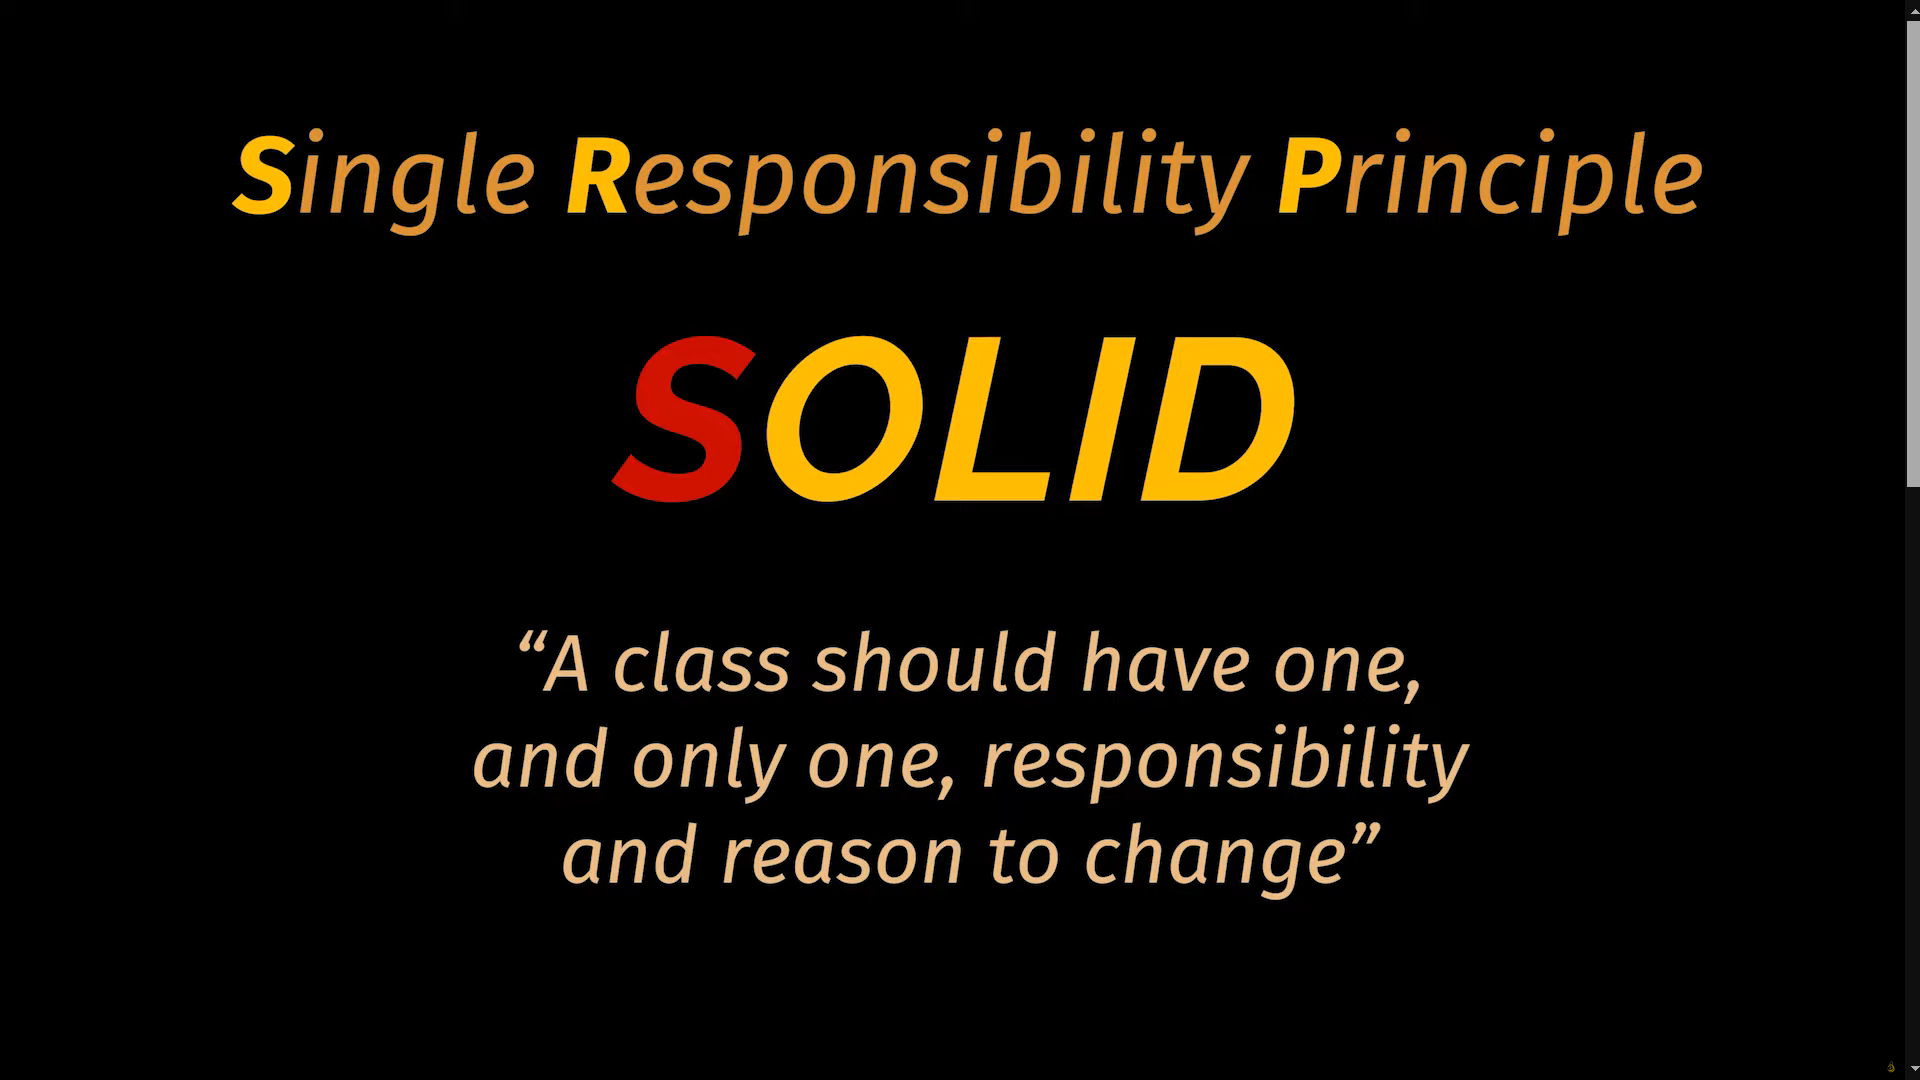 Single Responsibility Principle
SOLID
“A class should have one,
and only one, responsibility
and reason to change”